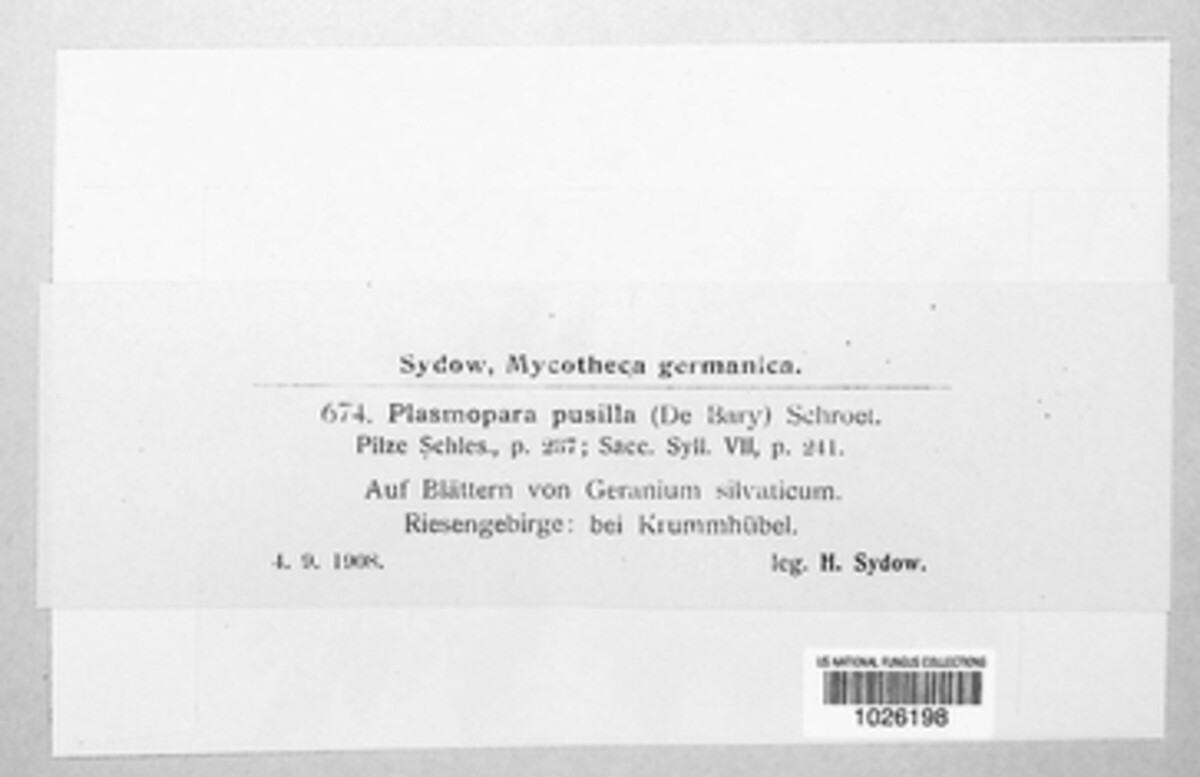 Sydow, Mycotheca germanica.
674. Plasmopara pusilla (De Bary) Schroet.
Pilze Schles., p. 237; Sacc. Syll. VII, p. 241.
Auf Blättern von Geranium silvaticum.
Riesengebirge: bei Krummhübel.
4. 9. 1908. leg. H. Sydow.
US NATIONAL FUNGUS COLLECTIONS
1026198